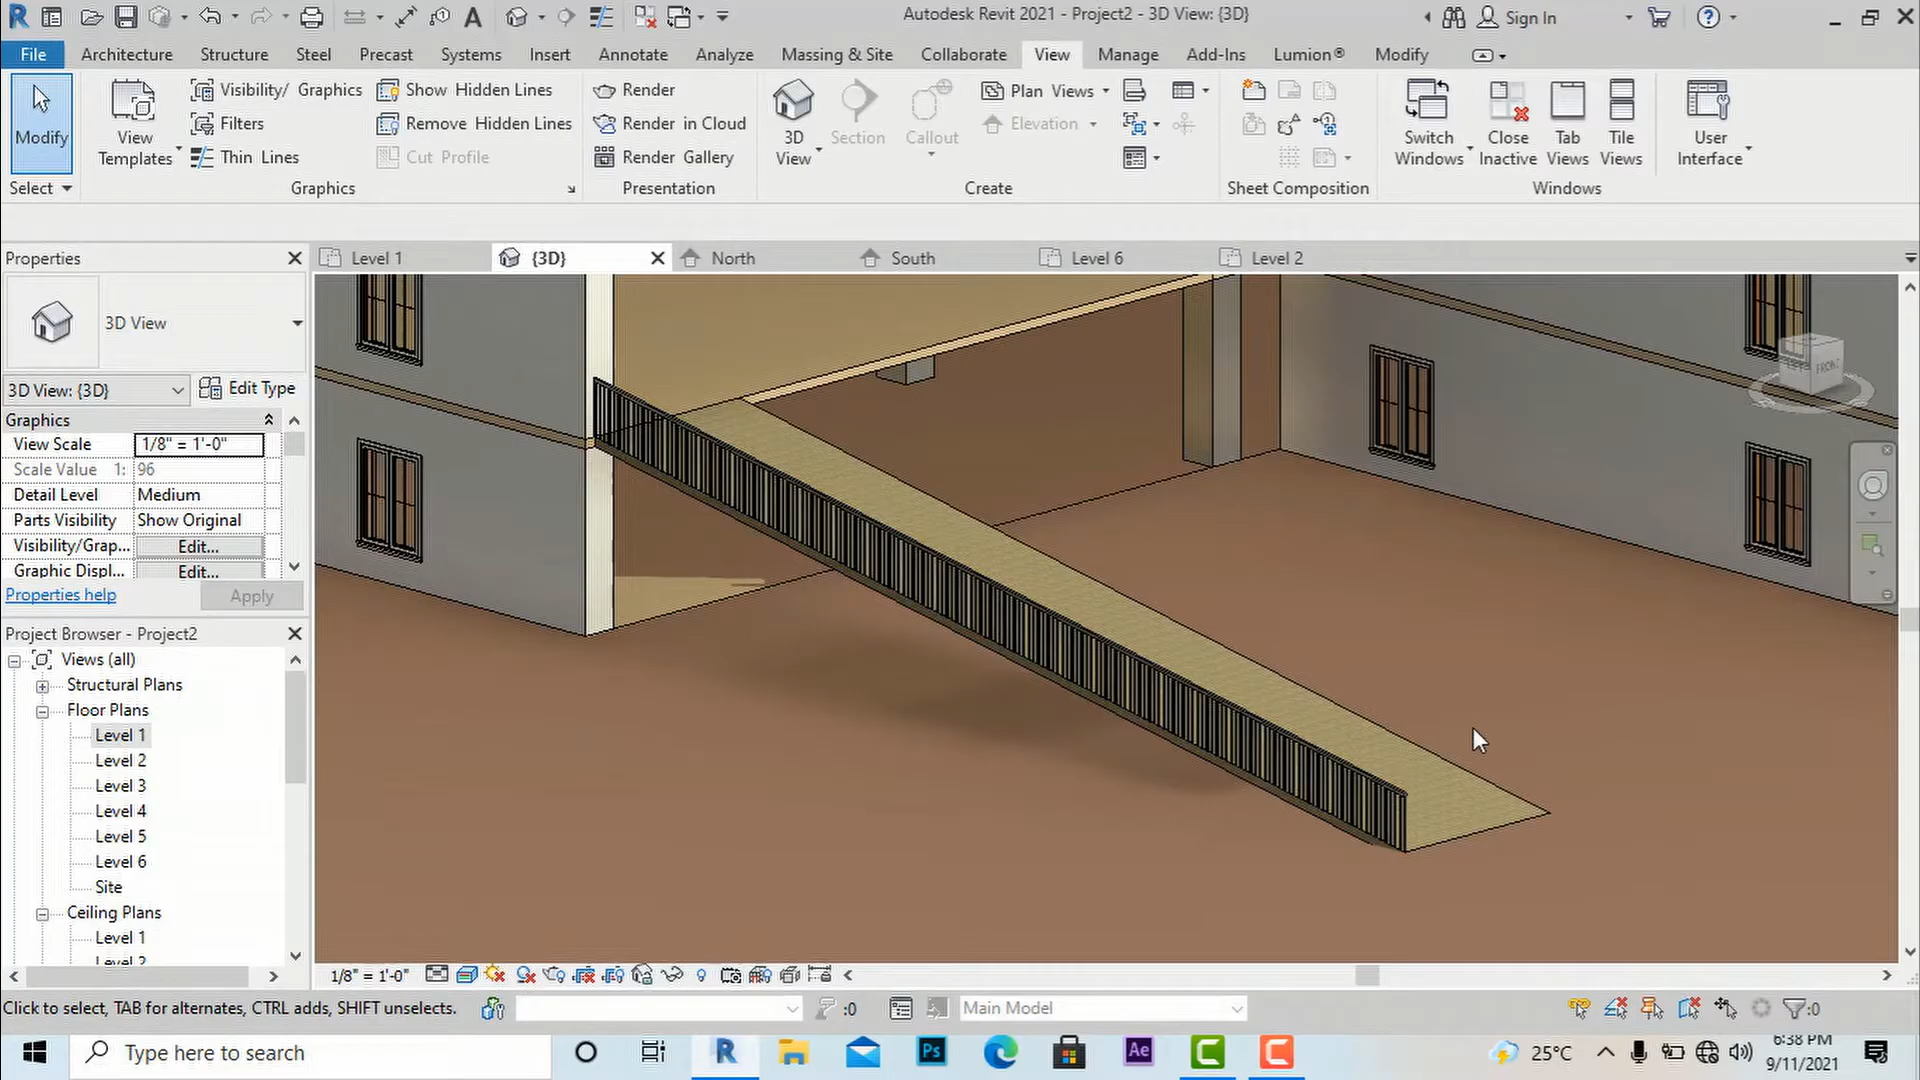 Autodesk Revit 2021 - Project2 - 3D View: {3D}
Sign In
File Architecture Structure Steel Precast Systems Insert Annotate Analyze Massing & Site Collaborate View Manage Add-Ins Lumion® Modify
Modify
Select
View
Templates
Visibility/ Graphics
Filters
Thin Lines
Show Hidden Lines
Remove Hidden Lines
Cut Profile
Graphics
Render
Render in Cloud
Render Gallery
Presentation
3D
View
Section
Callout
Plan Views
Elevation
Create
Sheet Composition
Switch
Windows
Close
Inactive
Tab
Views
Tile
Views
User
Interface
Windows
Properties
Level 1 {3D} North South Level 6 Level 2
3D View
3D View: {3D}
Edit Type
Graphics
View Scale 1/8" = 1'-0"
Scale Value 1: 96
Detail Level Medium
Parts Visibility Show Original
Visibility/Grap... Edit...
Graphic Displ... Edit...
Properties help Apply
FRONT
Project Browser - Project2
Views (all)
Structural Plans
Floor Plans
Level 1
Level 2
Level 3
Level 4
Level 5
Level 6
Site
Ceiling Plans
Level 1
Level 2
1/8" = 1'-0"
Click to select, TAB for alternates, CTRL adds, SHIFT unselects.
:0
Main Model
:0
Type here to search
R
Ps
Ae
25°C
6:38 PM
9/11/2021